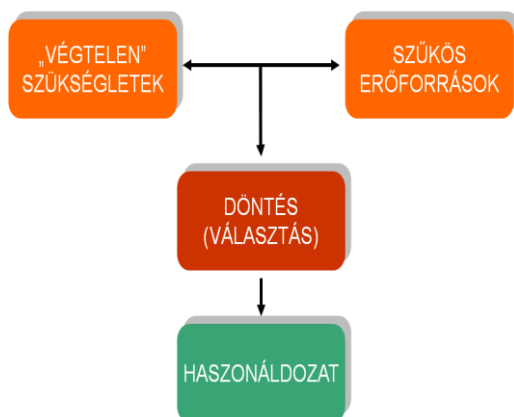 „VÉGTELEN”
SZÜKSÉGLETEK
SZŰKÖS
ERŐFORRÁSOK
DÖNTÉS
(VÁLASZTÁS)
HASZONÁLDOZAT